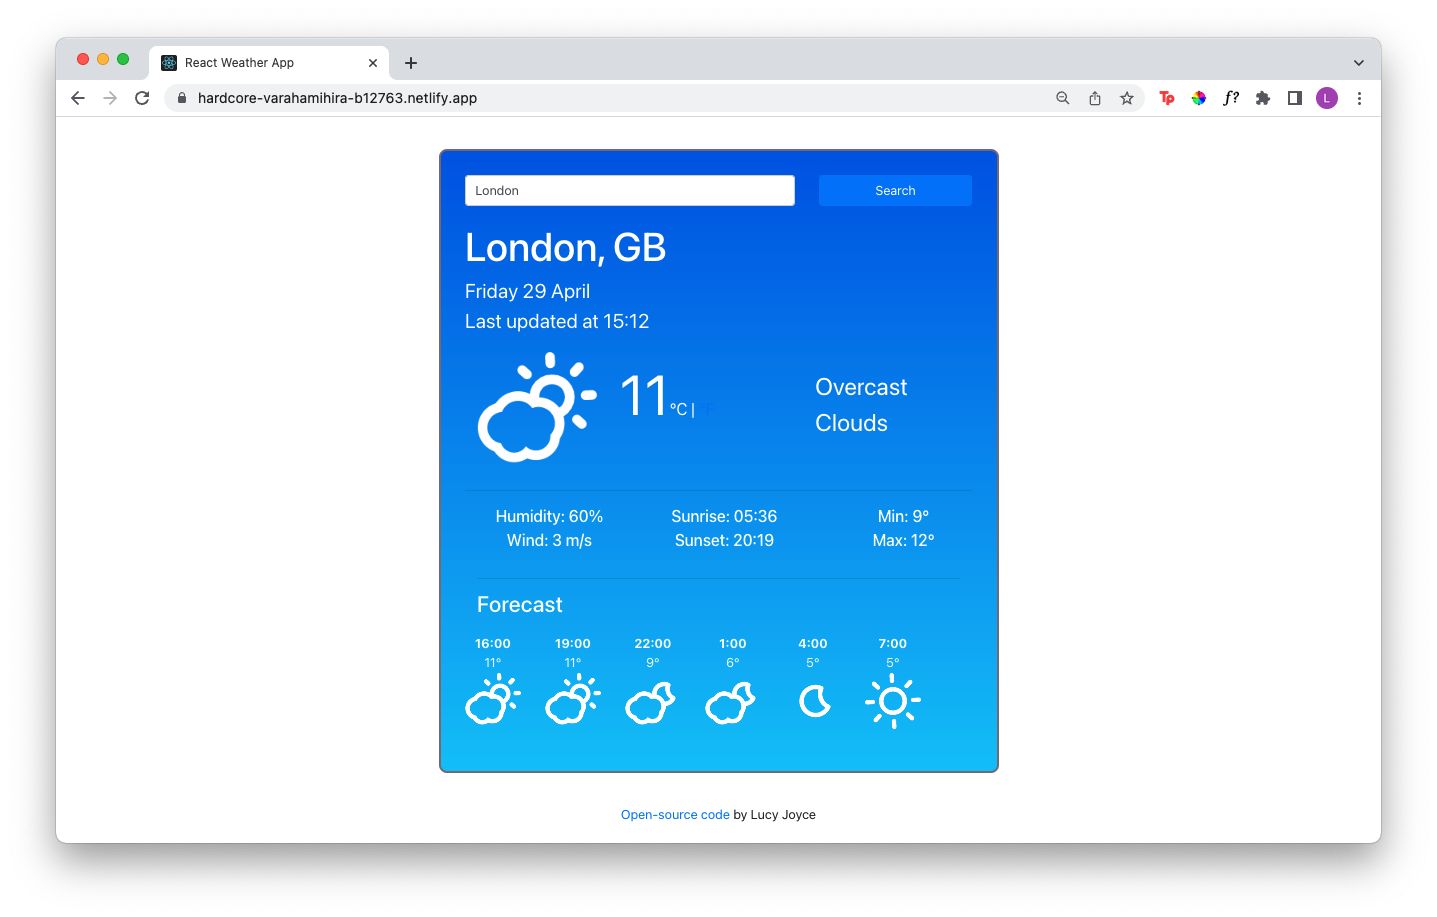 React Weather App
hardcore-varahamihira-b12763.netlify.app
Tp
f?
L
London
Search
London, GB
Friday 29 April
Last updated at 15:12
11 °C | °F
Overcast
Clouds
Humidity: 60% Sunrise: 05:36 Min: 9°
Wind: 3 m/s Sunset: 20:19 Max: 12°
Forecast
16:00 19:00 22:00 1:00 4:00 7:00
11° 11° 9° 6° 5° 5°
Open-source code by Lucy Joyce